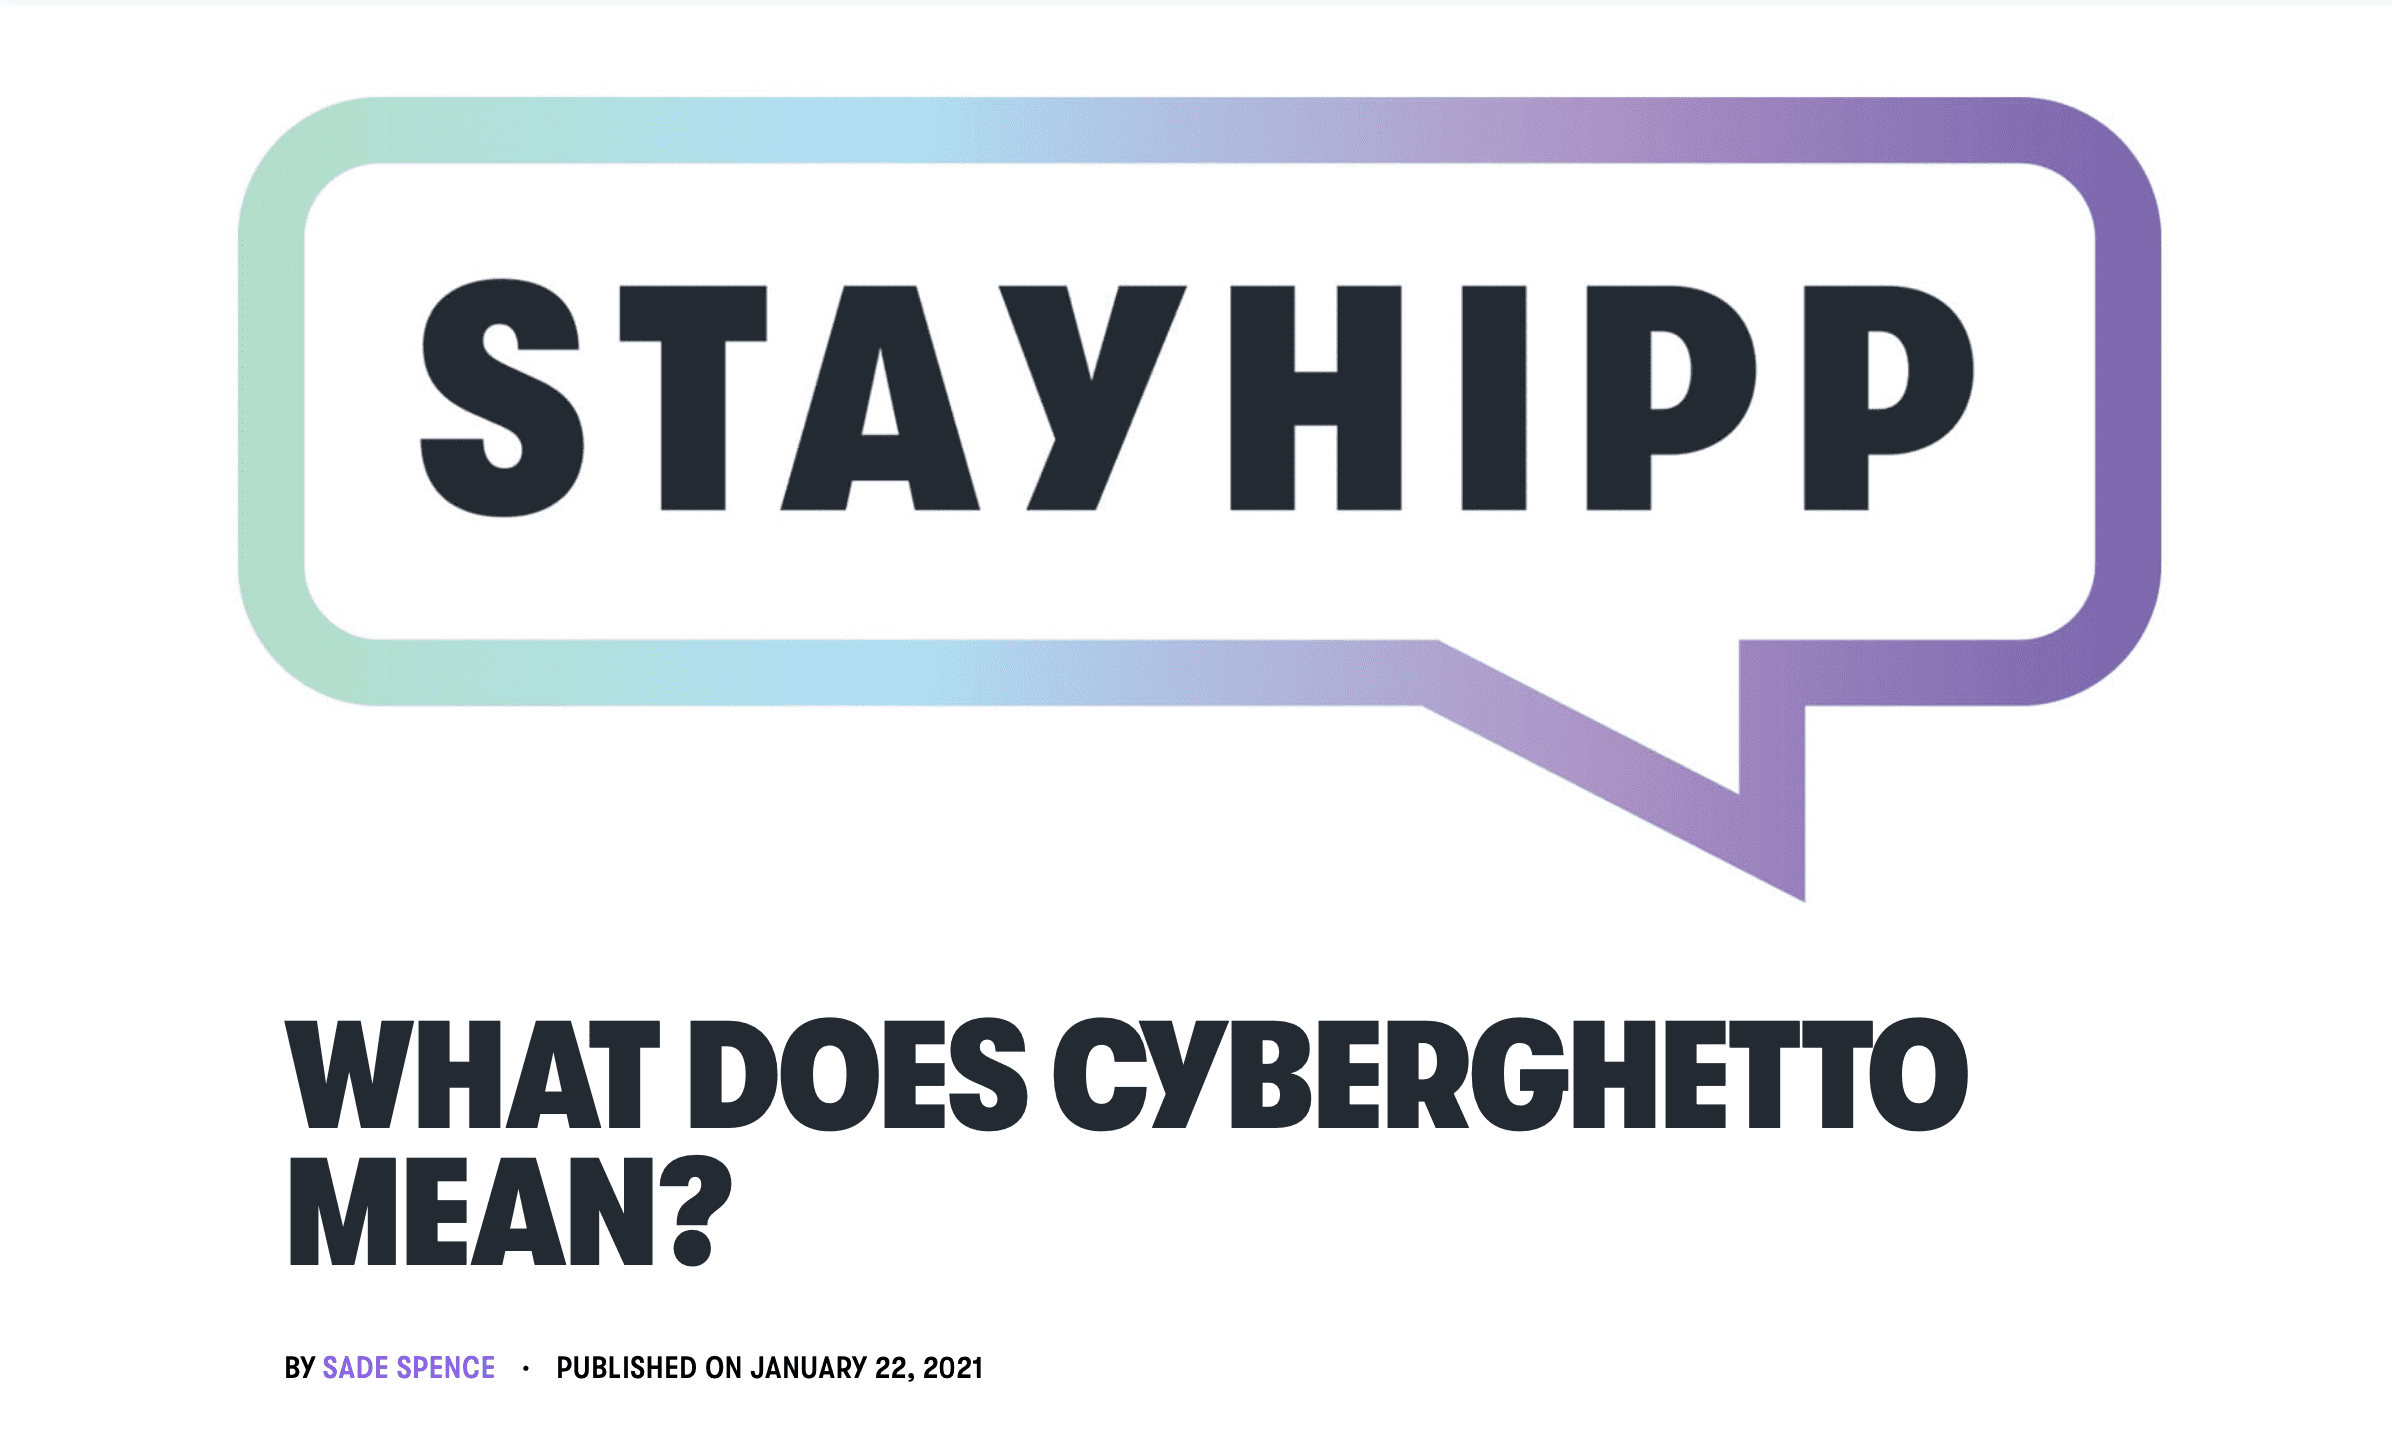 STAYHIPP
WHAT DOES CYBERGHETTO
MEAN?
BY SADE SPENCE · PUBLISHED ON JANUARY 22, 2021